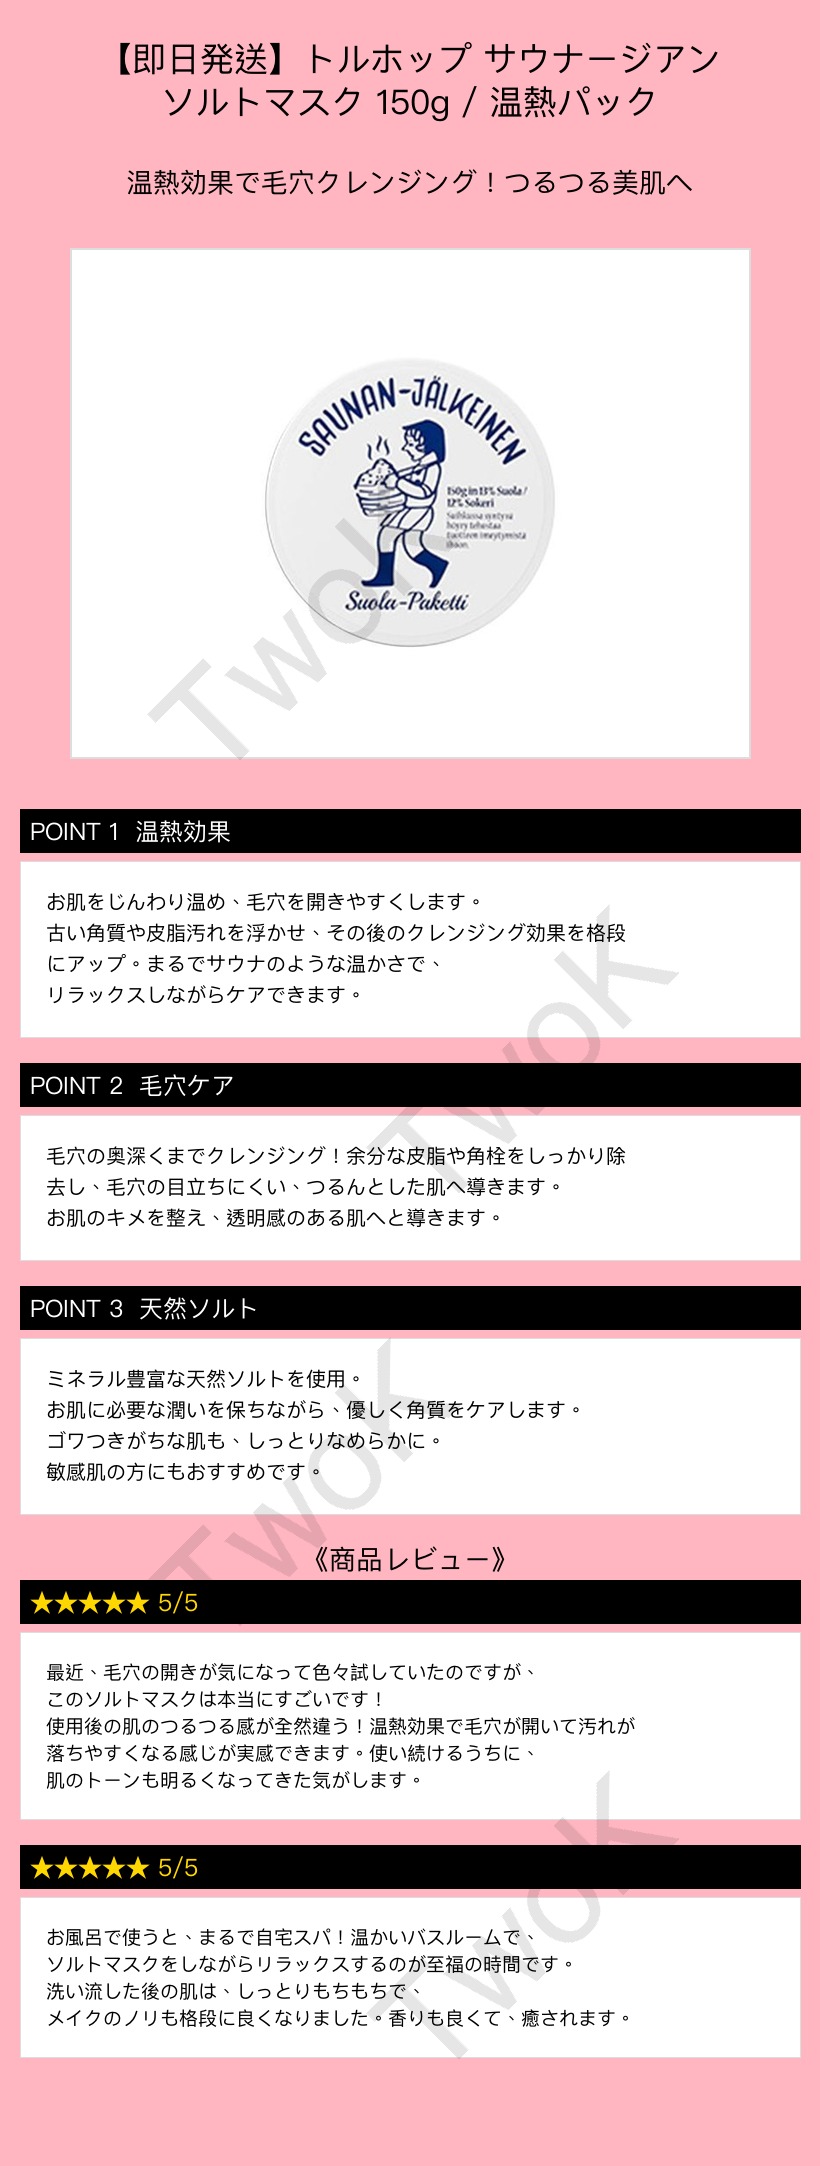 【即日発送】トルホップ サウナージアン
ソルトマスク 150g / 温熱パック
温熱効果で毛穴クレンジング！つるつる美肌へ
SAUNAN-JÄLKEINEN
150g in 13% Suola /
12% Sokeri
Suihkussa syntyvä
höyry tehostaa
tuotteen imeytymistä
ihoon.
Suola-Paketti
TwoK
POINT 1 温熱効果
お肌をじんわり温め、毛穴を開きやすくします。
古い角質や皮脂汚れを浮かせ、その後のクレンジング効果を格段
にアップ。まるでサウナのような温かさで、
リラックスしながらケアできます。
TwoK
POINT 2 毛穴ケア
毛穴の奥深くまでクレンジング！余分な皮脂や角栓をしっかり除
去し、毛穴の目立ちにくい、つるんとした肌へ導きます。
お肌のキメを整え、透明感のある肌へと導きます。
POINT 3 天然ソルト
ミネラル豊富な天然ソルトを使用。
お肌に必要な潤いを保ちながら、優しく角質をケアします。
ゴワつきがちな肌も、しっとりなめらかに。
敏感肌の方にもおすすめです。
TwoK
《商品レビュー》
★★★★★ 5/5
最近、毛穴の開きが気になって色々試していたのですが、
このソルトマスクは本当にすごいです！
使用後の肌のつるつる感が全然違う！温熱効果で毛穴が開いて汚れが
落ちやすくなる感じが実感できます。使い続けるうちに、
肌のトーンも明るくなってきた気がします。
★★★★★ 5/5
お風呂で使うと、まるで自宅スパ！温かいバスルームで、
ソルトマスクをしながらリラックスするのが至福の時間です。
洗い流した後の肌は、しっとりもちもちで、
メイクのノリも格段に良くなりました。香りも良くて、癒されます。
TwoK